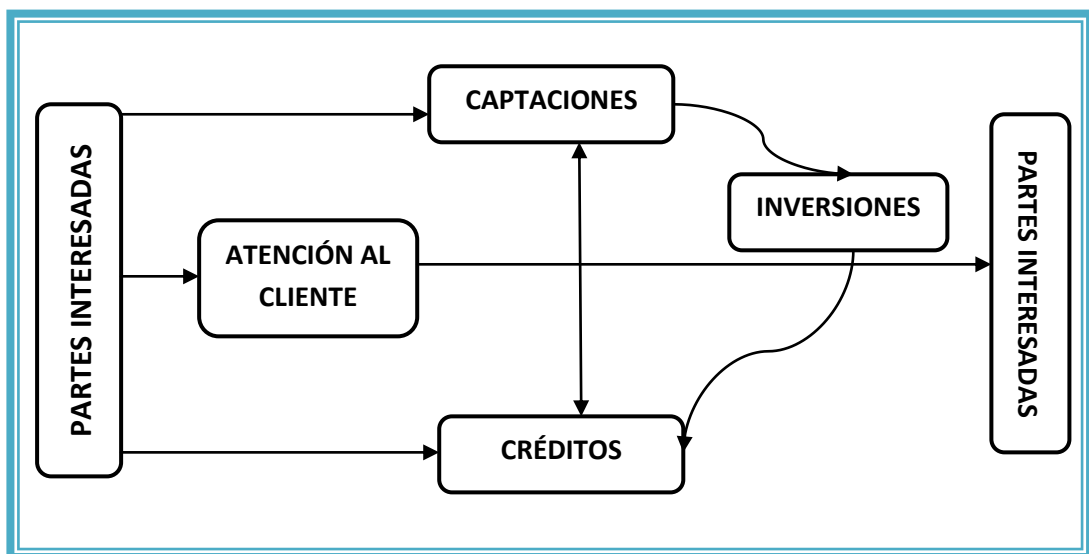 PARTES INTERESADAS
CAPTACIONES
INVERSIONES
ATENCIÓN AL
CLIENTE
CRÉDITOS
PARTES INTERESADAS